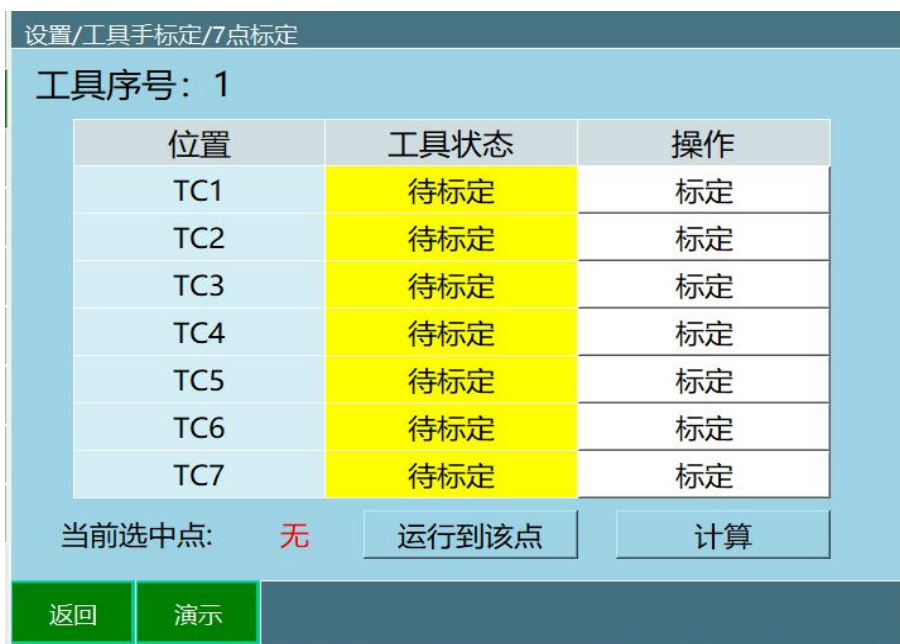 设置/工具手标定/7点标定
工具序号：1
位置 工具状态 操作
TC1 待标定 标定
TC2 待标定 标定
TC3 待标定 标定
TC4 待标定 标定
TC5 待标定 标定
TC6 待标定 标定
TC7 待标定 标定
当前选中点: 无 运行到该点 计算
返回 演示